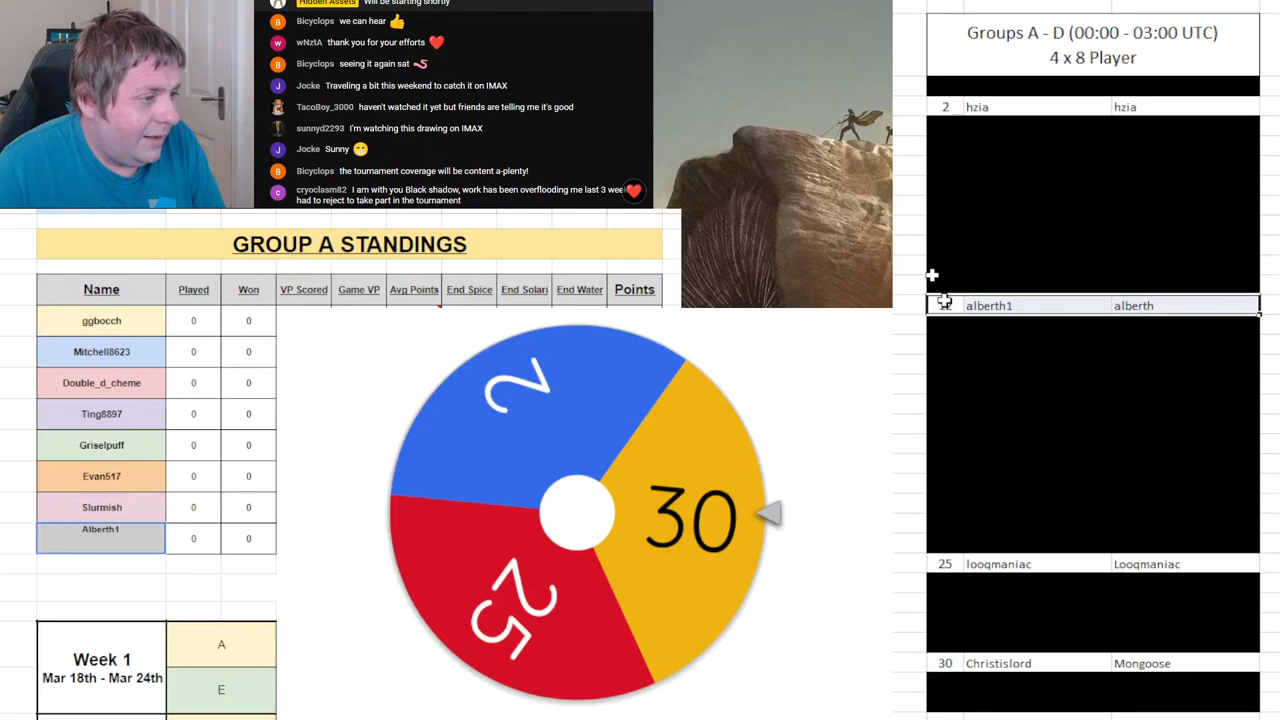 Hidden Assets Will be starting shortly
Bicyclops we can hear 👍
wNztA thank you for your efforts ❤️
Bicyclops seeing it again sat 🪱
Jocke Traveling a bit this weekend to catch it on IMAX
TacoBoy_3000 haven't watched it yet but friends are telling me it's good
sunnyd2293 I'm watching this drawing on IMAX
Jocke Sunny 😁
Bicyclops the tournament coverage will be content a-plenty!
cryoclasm82 I am with you Black shadow, work has been overflooding me last 3 wee
had to reject to take part in the tournament
GROUP A STANDINGS
Name Played Won VP Scored Game VP Avg Points End Spice End Solari End Water Points
ggbocch 0 0
Mitchell8623 0 0
Double_d_cheme 0 0
Ting8897 0 0
Griselpuff 0 0
Evan517 0 0
Slurmish 0 0
Alberth1 0 0
Week 1
Mar 18th - Mar 24th
A
E
2
30
25
Groups A - D (00:00 - 03:00 UTC)
4 x 8 Player
2 hzia hzia
alberth1 alberth
25 looqmaniac Looqmaniac
30 Christislord Mongoose